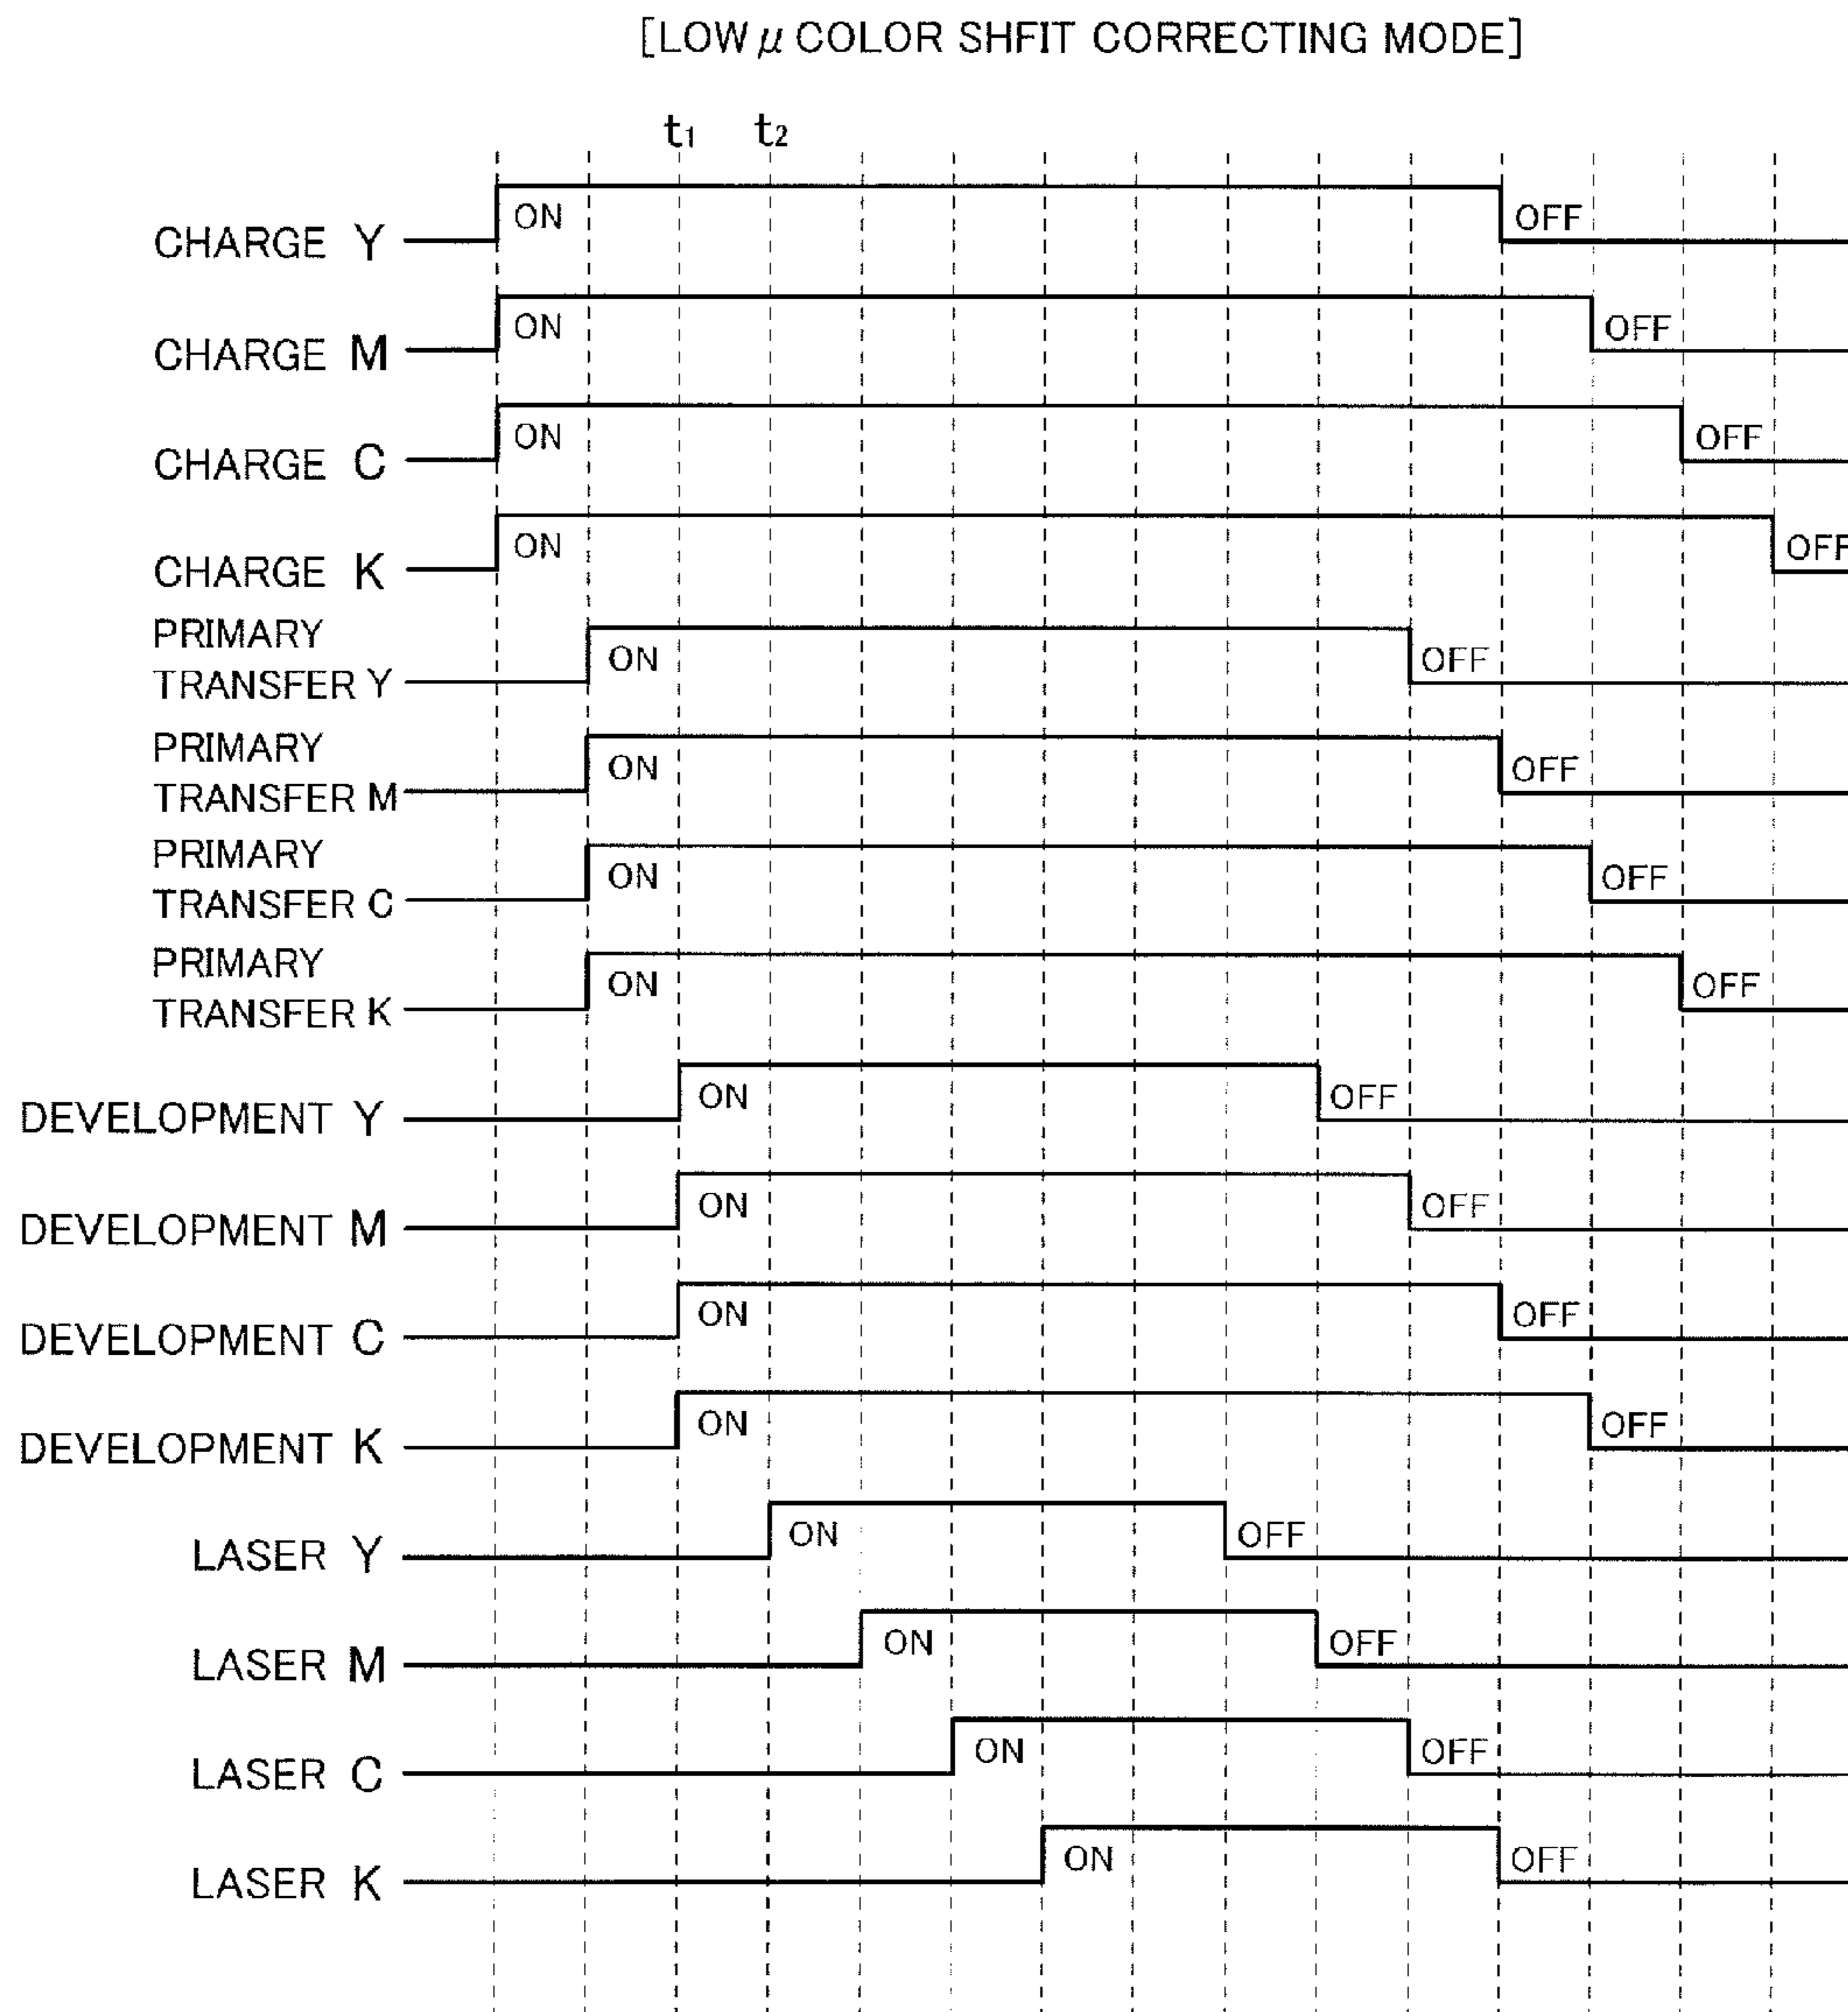 [LOW μ COLOR SHFIT CORRECTING MODE]
t1 t2
CHARGE Y ON OFF
CHARGE M ON OFF
CHARGE C ON OFF
CHARGE K ON OFF
PRIMARY
TRANSFER Y ON OFF
PRIMARY
TRANSFER M ON OFF
PRIMARY
TRANSFER C ON OFF
PRIMARY
TRANSFER K ON OFF
DEVELOPMENT Y ON OFF
DEVELOPMENT M ON OFF
DEVELOPMENT C ON OFF
DEVELOPMENT K ON OFF
LASER Y ON OFF
LASER M ON OFF
LASER C ON OFF
LASER K ON OFF